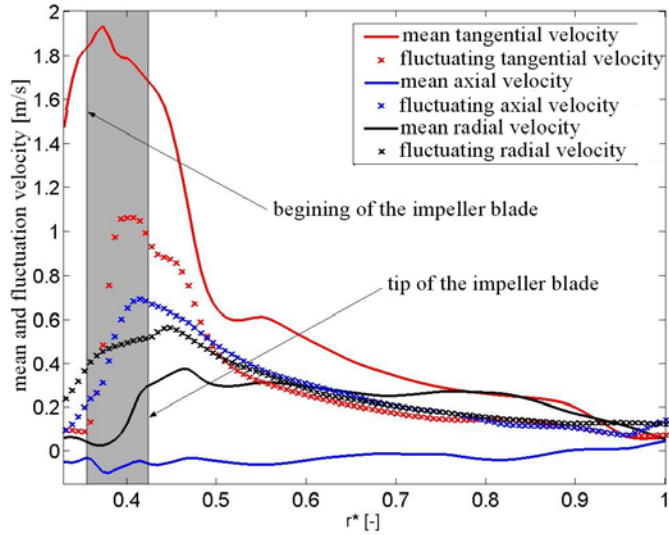 mean and fluctuation velocity [m/s]
2
1.8
1.6
1.4
1.2
1
0.8
0.6
0.4
0.2
0
mean tangential velocity
fluctuating tangential velocity
mean axial velocity
fluctuating axial velocity
mean radial velocity
fluctuating radial velocity
begining of the impeller blade
tip of the impeller blade
0.4
0.5
0.6
0.7
0.8
0.9
1
r* [-]